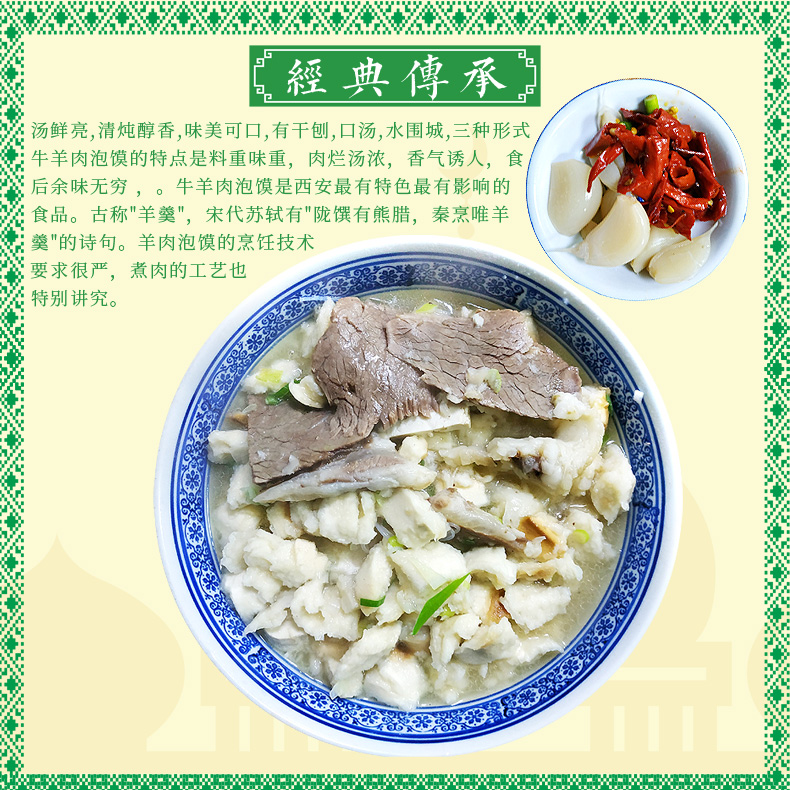 經典傳承
汤鲜亮,清炖醇香,味美可口,有干刨,口汤,水围城,三种形式
牛羊肉泡馍的特点是料重味重，肉烂汤浓，香气诱人，食
后余味无穷 ，。牛羊肉泡馍是西安最有特色最有影响的
食品。古称"羊羹"，宋代苏轼有"陇馔有熊腊，秦烹唯羊
羹"的诗句。羊肉泡馍的烹饪技术
要求很严，煮肉的工艺也
特别讲究。